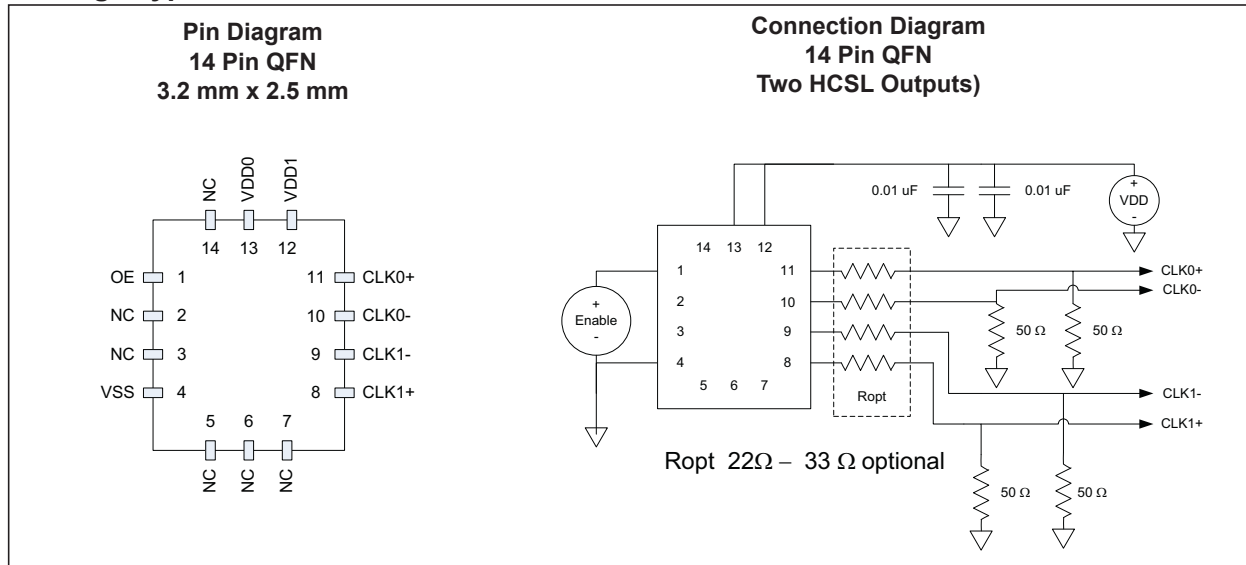 Pin Diagram
14 Pin QFN
3.2 mm x 2.5 mm
NC
VDD0
VDD1
14 13 12
OE 1
NC 2
NC 3
VSS 4
11 CLK0+
10 CLK0-
9 CLK1-
8 CLK1+
5 6 7
NC
NC
NC
Connection Diagram
14 Pin QFN
Two HCSL Outputs)
0.01 uF
0.01 uF
+
VDD
-
14 13 12
1
2
3
4
11
10
9
8
5 6 7
+
Enable
-
Ropt
CLK0+
CLK0-
50 Ω
50 Ω
CLK1-
CLK1+
50 Ω
50 Ω
Ropt 22Ω – 33 Ω optional